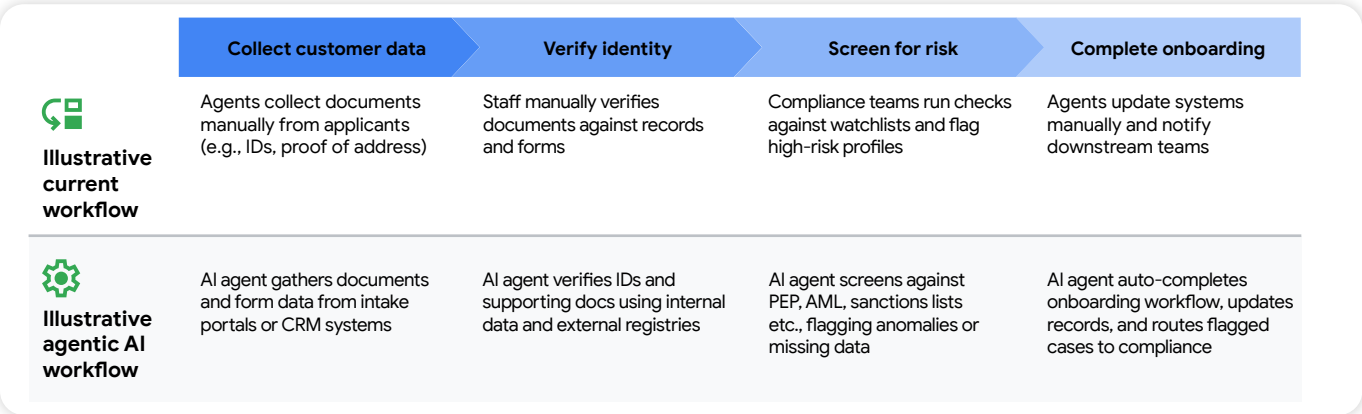 Collect customer data
Verify identity
Screen for risk
Complete onboarding
Illustrative
current
workflow
Agents collect documents
manually from applicants
(e.g., IDs, proof of address)
Staff manually verifies
documents against records
and forms
Compliance teams run checks
against watchlists and flag
high-risk profiles
Agents update systems
manually and notify
downstream teams
Illustrative
agentic AI
workflow
AI agent gathers documents
and form data from intake
portals or CRM systems
AI agent verifies IDs and
supporting docs using internal
data and external registries
AI agent screens against
PEP, AML, sanctions lists
etc., flagging anomalies or
missing data
AI agent auto-completes
onboarding workflow, updates
records, and routes flagged
cases to compliance